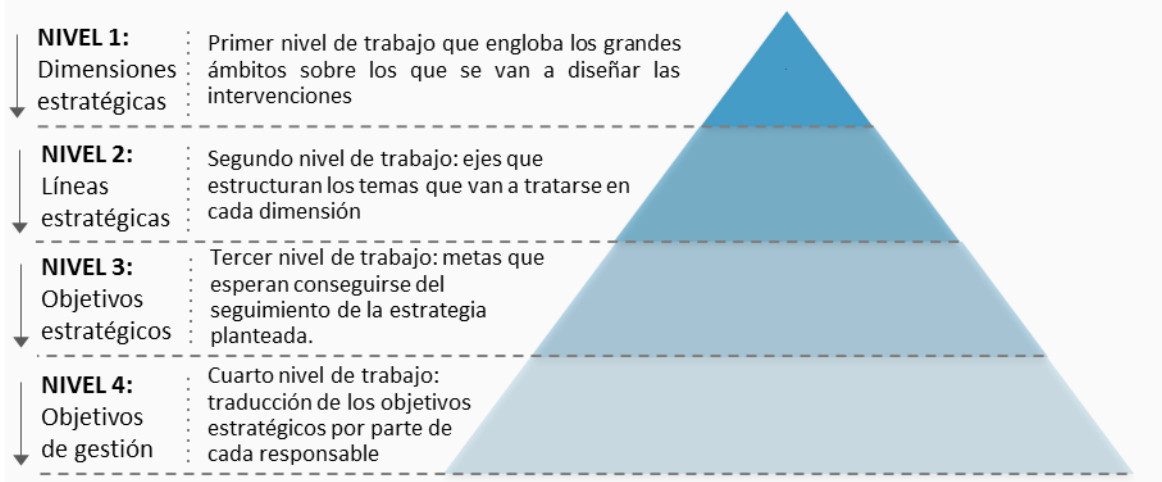 NIVEL 1:
Dimensiones
estratégicas
Primer nivel de trabajo que engloba los grandes
ámbitos sobre los que se van a diseñar las
intervenciones
NIVEL 2:
Líneas
estratégicas
Segundo nivel de trabajo: ejes que
estructuran los temas que van a tratarse en
cada dimensión
NIVEL 3:
Objetivos
estratégicos
Tercer nivel de trabajo: metas que
esperan conseguirse del
seguimiento de la estrategia
planteada.
NIVEL 4:
Objetivos
de gestión
Cuarto nivel de trabajo:
traducción de los objetivos
estratégicos por parte de
cada responsable